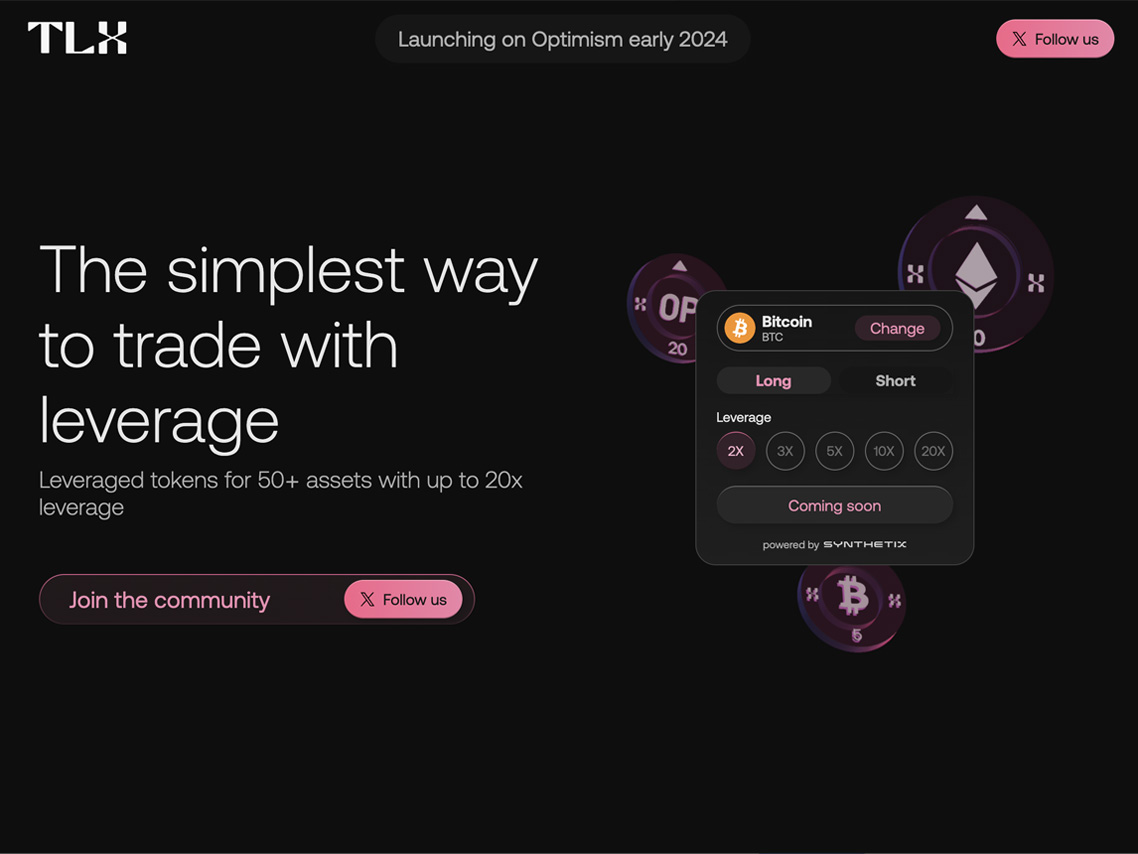 TLX
Launching on Optimism early 2024
X Follow us
The simplest way
to trade with
leverage
Leveraged tokens for 50+ assets with up to 20x
leverage
Join the community
X Follow us
OP
20
Bitcoin
BTC
Change
Long
Short
Leverage
2X
3X
5X
10X
20X
Coming soon
powered by SYNTHETIX
5